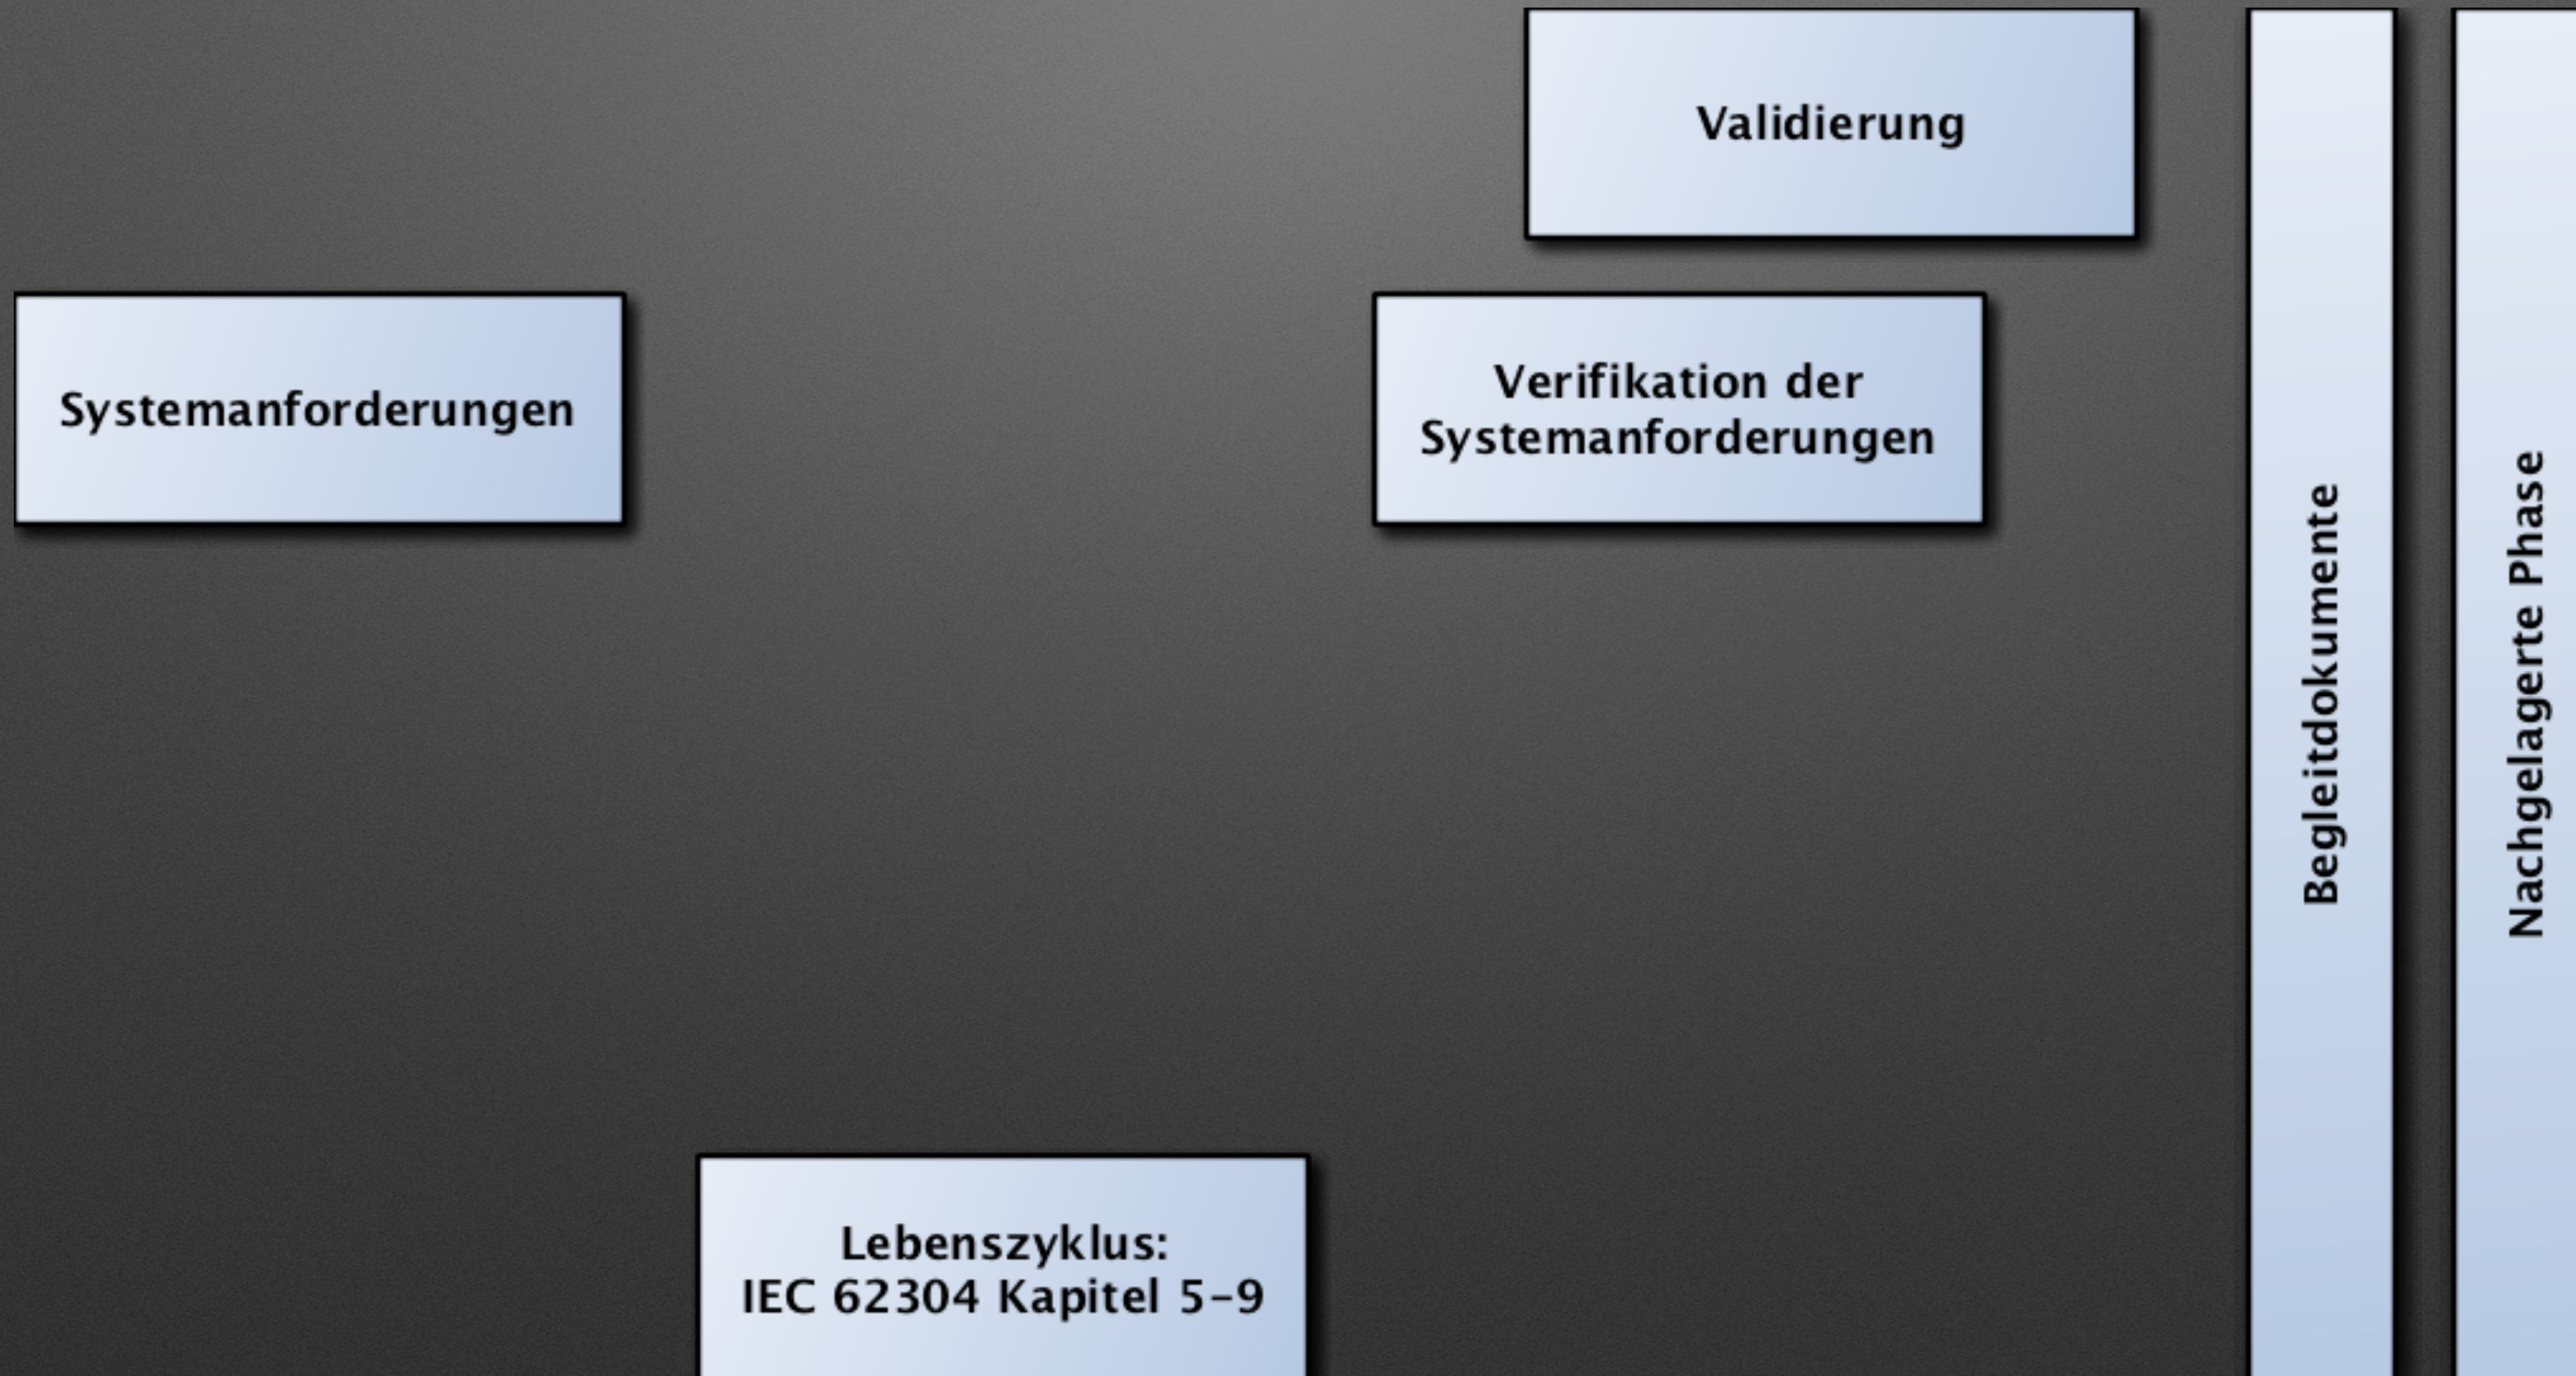 Validierung
Systemanforderungen
Verifikation der
Systemanforderungen
Begleitdokumente
Nachgelagerte Phase
Lebenszyklus:
IEC 62304 Kapitel 5–9